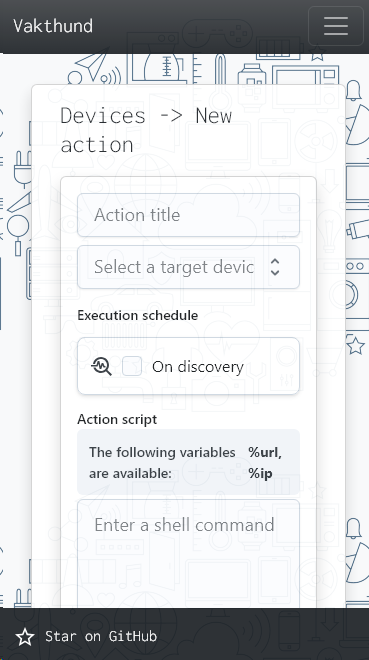 Vakthund
Devices -> New
action
Action title
Select a target devic
Execution schedule
On discovery
Action script
The following variables %url,
are available: %ip
Enter a shell command
Star on GitHub